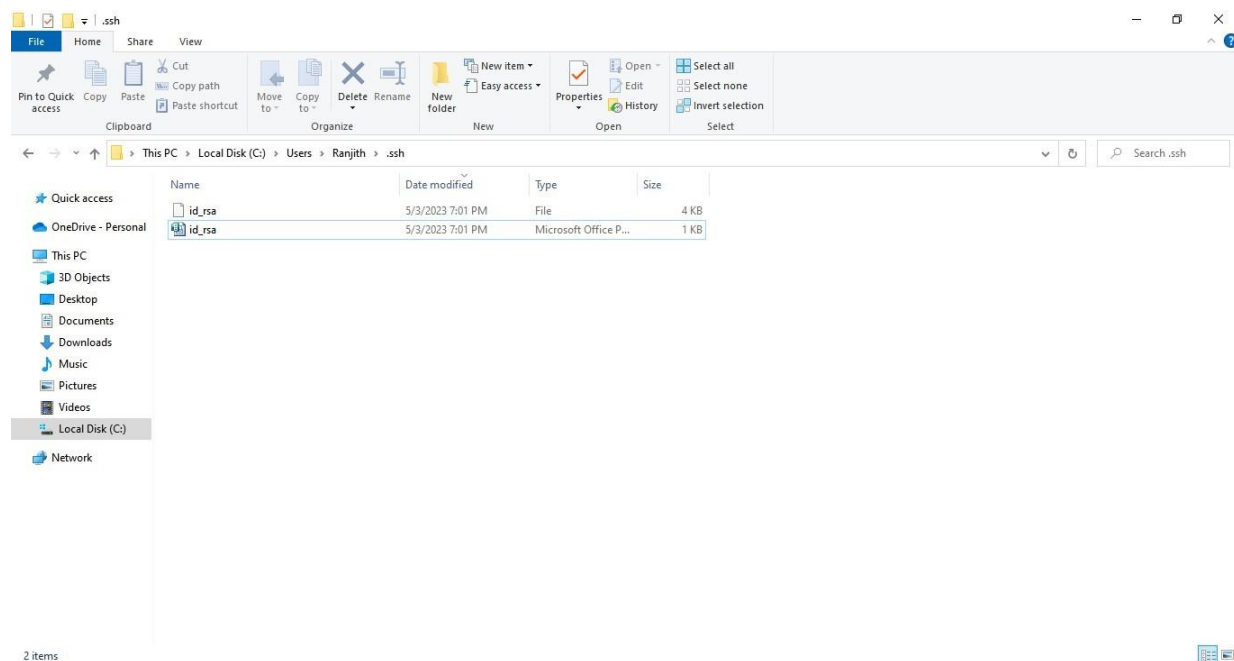 .ssh
File Home Share View
Pin to Quick access
Copy
Paste
Cut
Copy path
Paste shortcut
Clipboard
Move to
Copy to
Delete
Rename
Organize
New folder
New item
Easy access
New
Properties
Open
Edit
History
Open
Select all
Select none
Invert selection
Select
This PC > Local Disk (C:) > Users > Ranjith > .ssh
Search .ssh
Quick access
OneDrive - Personal
This PC
3D Objects
Desktop
Documents
Downloads
Music
Pictures
Videos
Local Disk (C:)
Network
Name Date modified Type Size
id_rsa 5/3/2023 7:01 PM File 4 KB
id_rsa 5/3/2023 7:01 PM Microsoft Office P... 1 KB
2 items